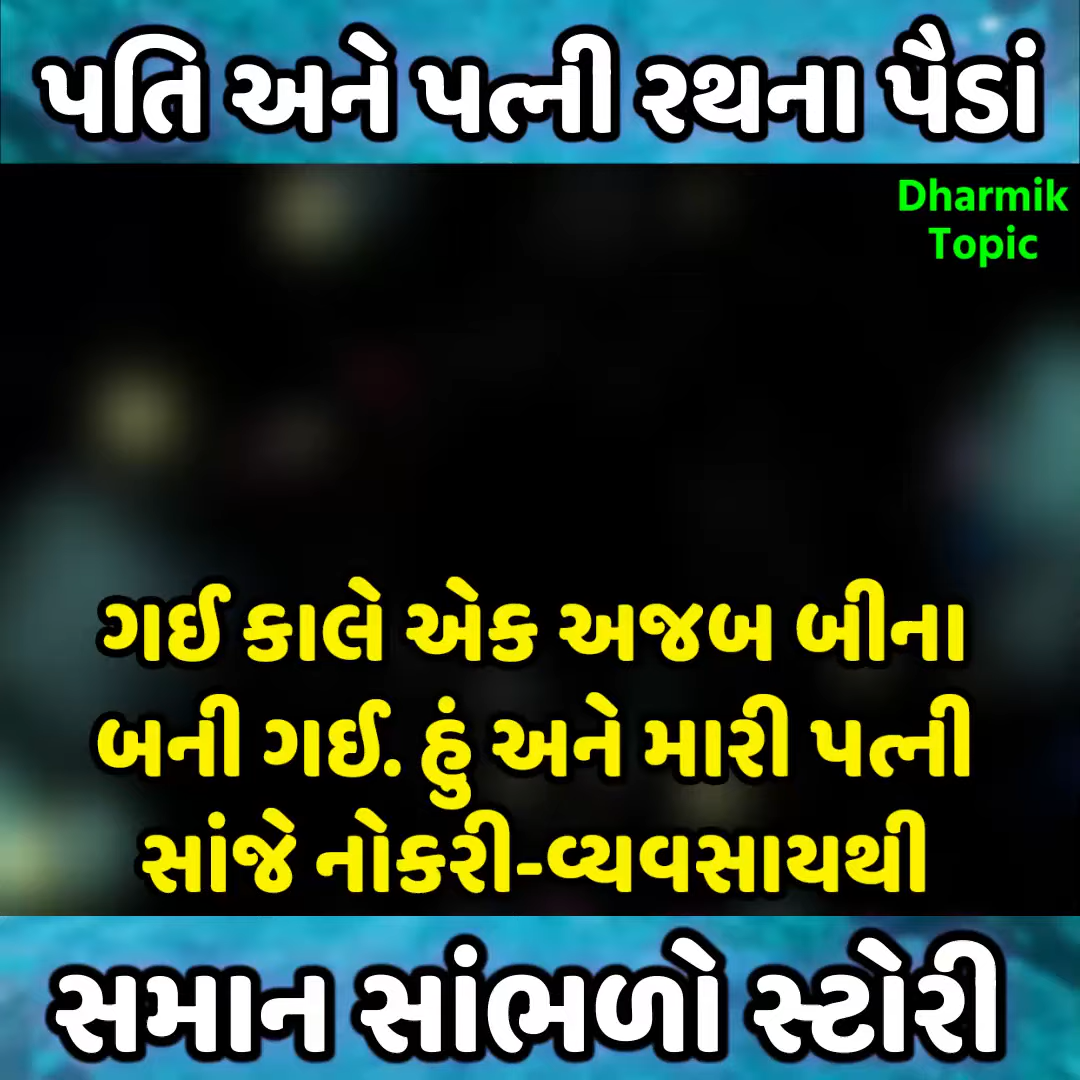 પતિ અને પત્ની રથના પૈડાં
Dharmik
Topic
ગઈ કાલે એક અજબ બીના
બની ગઈ. હું અને મારી પત્ની
સાંજે નોકરી-વ્યવસાયથી
સમાન સાંભળો સ્ટોરી